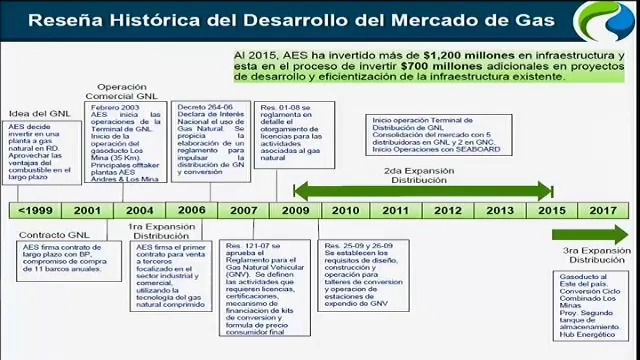 Reseña Histórica del Desarrollo del Mercado de Gas
Al 2015, AES ha invertido más de $1,200 millones en infraestructura y
esta en el proceso de invertir $700 millones adicionales en proyectos
de desarrollo y eficientización de la infraestructura existente.
Idea del GNL
AES decide
invertir en una
planta a gas
natural en RD.
Aprovechar las
ventajas del
combustible en el
largo plazo
Operación
Comercial GNL
Febrero 2003
AES inicia las
operaciones de la
Terminal de GNL.
Inicio de la
operación del
gasoducto Los
Mina (35 Km).
Principales offtaker
plantas AES
Andres & Los Mina
Decreto 264-06
Declara de Interés
Nacional el uso de
Gas Natural. Se
propicia la
elaboración de un
reglamento para
impulsar la
distribución de GN
y conversión
Res. 01-08 se
reglamenta en
detalle el
otorgamiento de
licencias para las
actividades
asociadas al gas
natural
Inicio operación Terminal de
Distribución de GNL
Consolidación del mercado con 5
distribuidoras en GNL y 2 en GNC.
Inicio Operaciones con SEABOARD
2da Expansión
Distribución
<1999 2001 2004 2006 2007 2009 2010 2011 2012 2013 2015 2017
Contracto GNL
AES firma contrato de
largo plazo con BP,
compromiso de compra
de 11 barcos anuales.
1ra Expansión
Distribución
AES firma el primer
contrato para venta
a terceros
focalizado en el
sector industrial y
comercial,
utilizando la
tecnología del gas
natural comprimido
Res. 121-07 se
aprueba el
Reglamento para el
Gas Natural Vehicular
(GNV). Se definen
las actividades que
requieren licencias,
certificaciones,
mecanismo de
financiacion de kits
de conversion y
formula de precio
consumidor final
Res. 25-09 y 26-09
Se establecen los
requisitos de diseño,
construcción y
operación para
talleres de conversion
y operacion de
estaciones de
expendio de GNV
3ra Expansión
Distribución
Gasoducto al
Este del país.
Conversión Ciclo
Combinado Los
Minas
Proy. Segundo
tanque de
almacenamiento.
Hub Energético